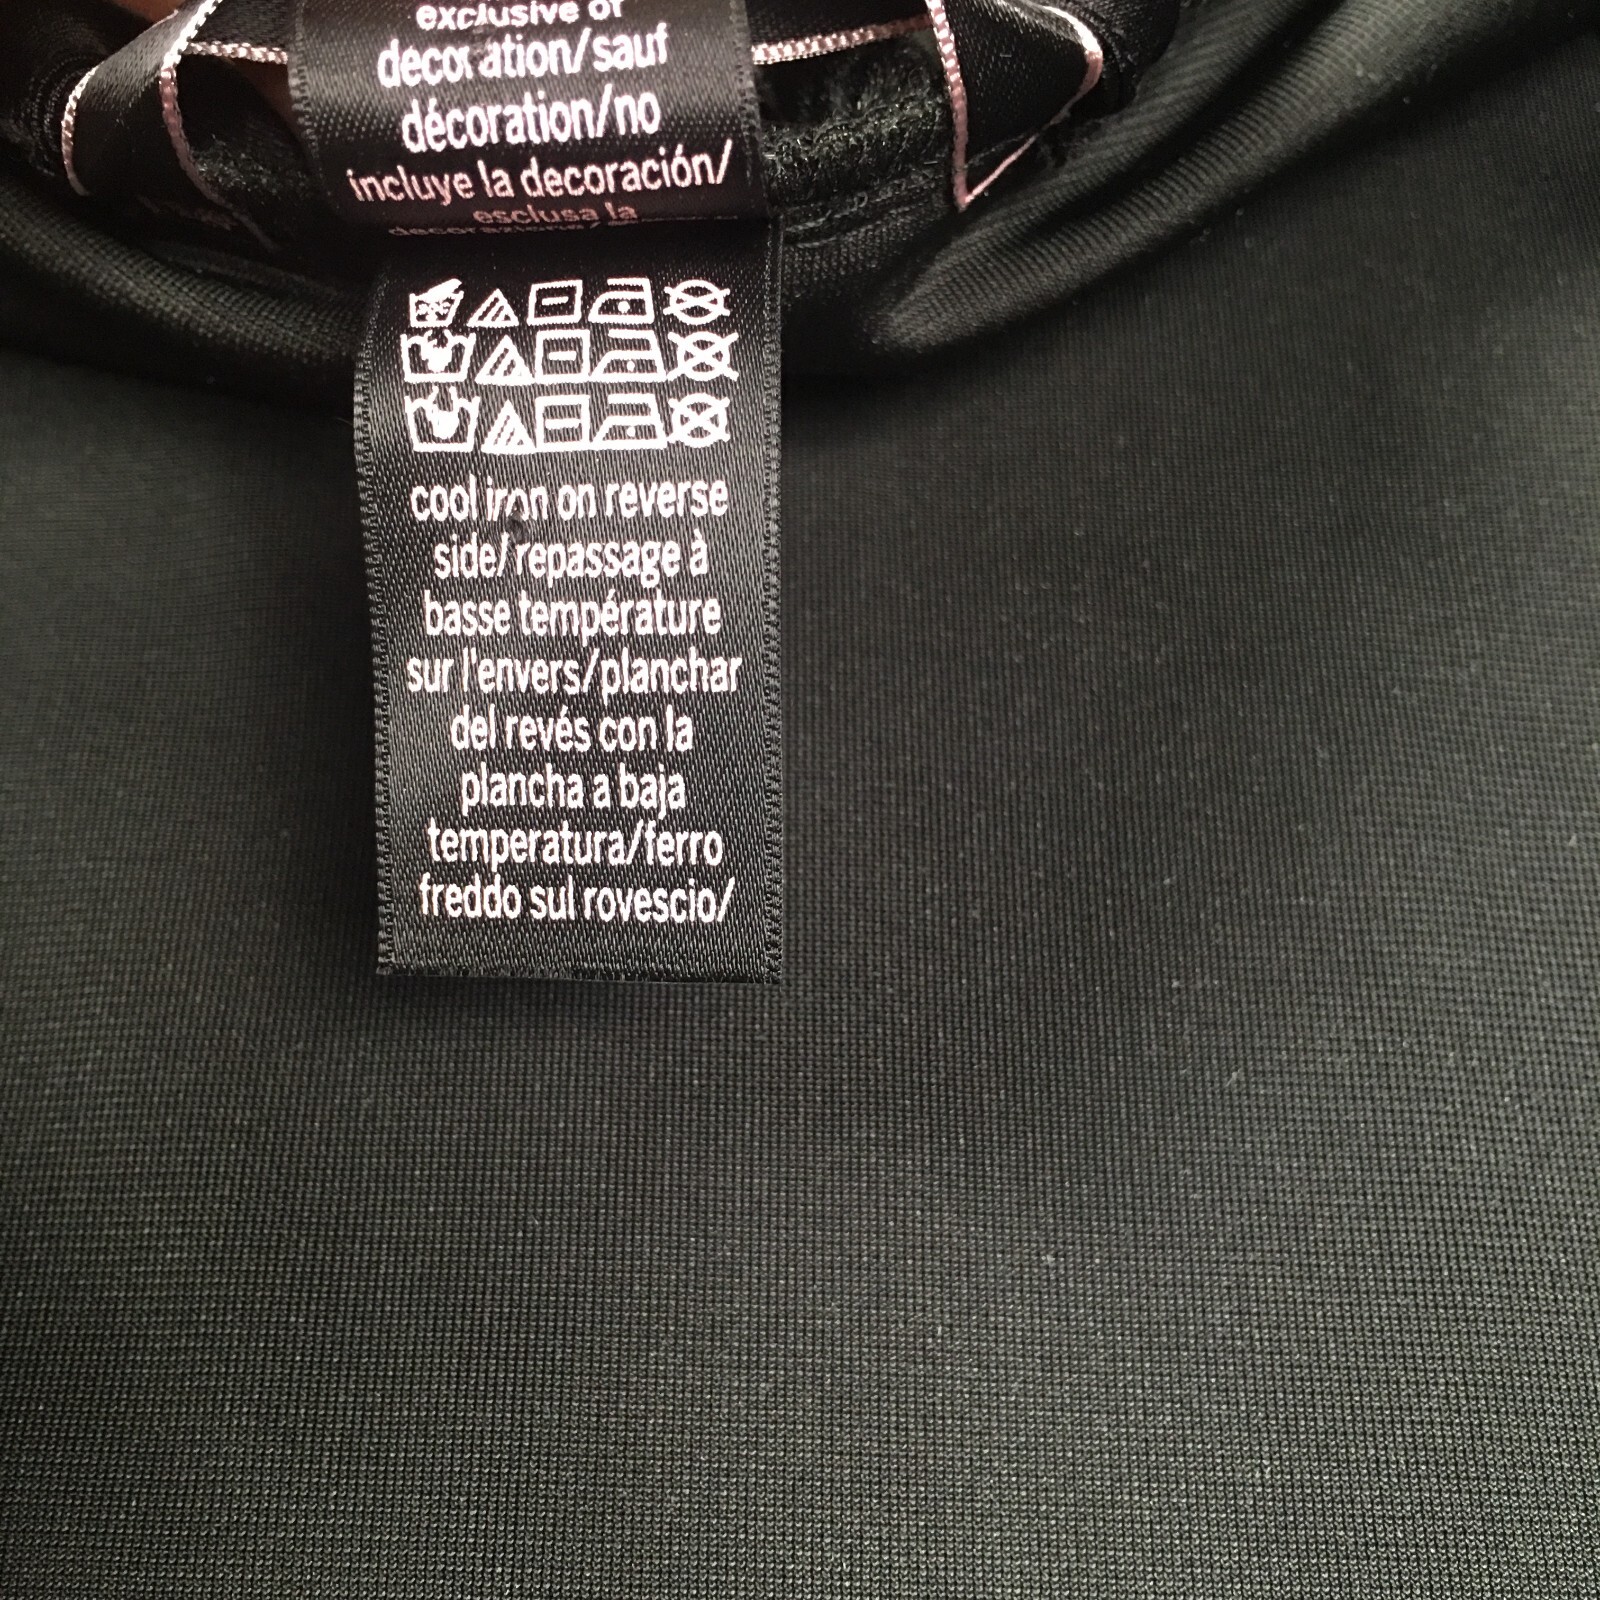 exclusive of
decoration/sauf
décoration/no
incluye la decoración/
esclusa la
decorazione/
cool iron on reverse
side/repassage à
basse température
sur l'envers/planchar
del revés con la
plancha a baja
temperatura/ferro
freddo sul rovescio/